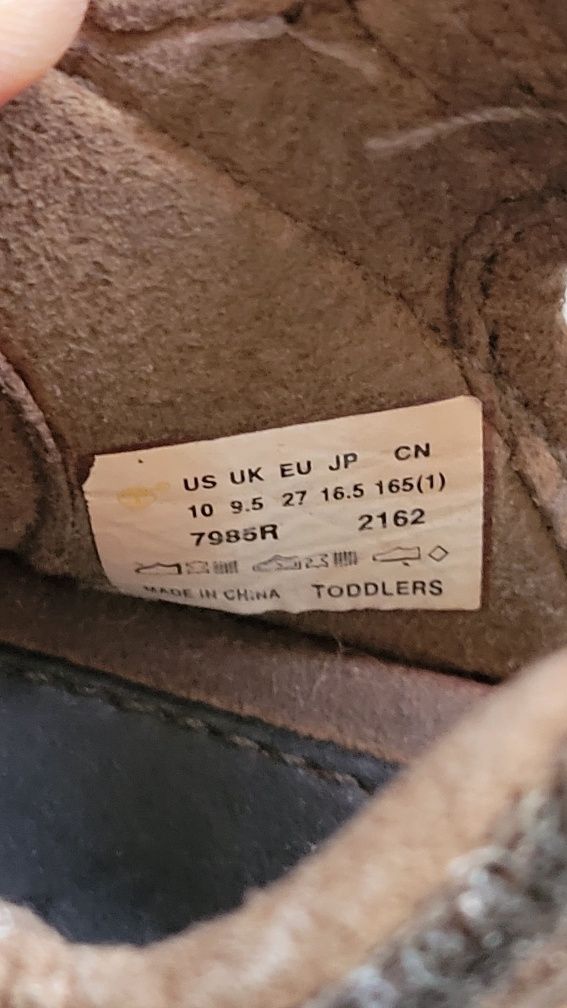 US UK EU JP CN
10 9.5 27 16.5 165(1)
7985R 2162
MADE IN CHINA TODDLERS